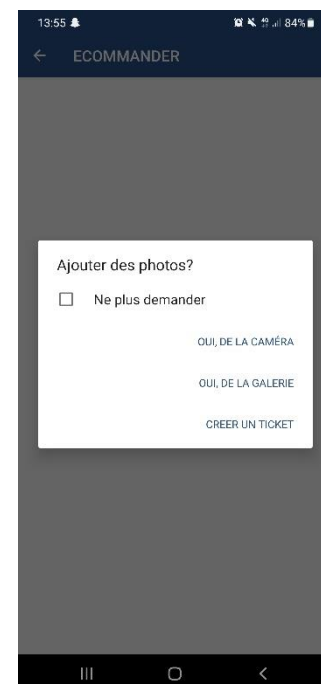 13:55 84%
← ECOMMANDER
Ajouter des photos?
Ne plus demander
OUI, DE LA CAMÉRA
OUI, DE LA GALERIE
CREER UN TICKET